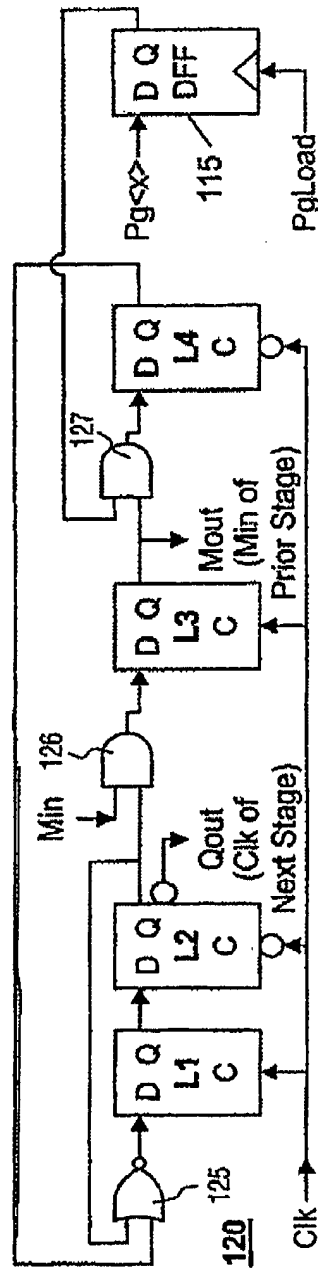 120
125
D Q
L1
C
D Q
L2
C
Qout
(Clk of
Next Stage)
Min
126
D Q
L3
C
Mout
(Min of
Prior Stage)
127
D Q
L4
C
Pg<x>
D Q
DFF
115
PgLoad
Clk